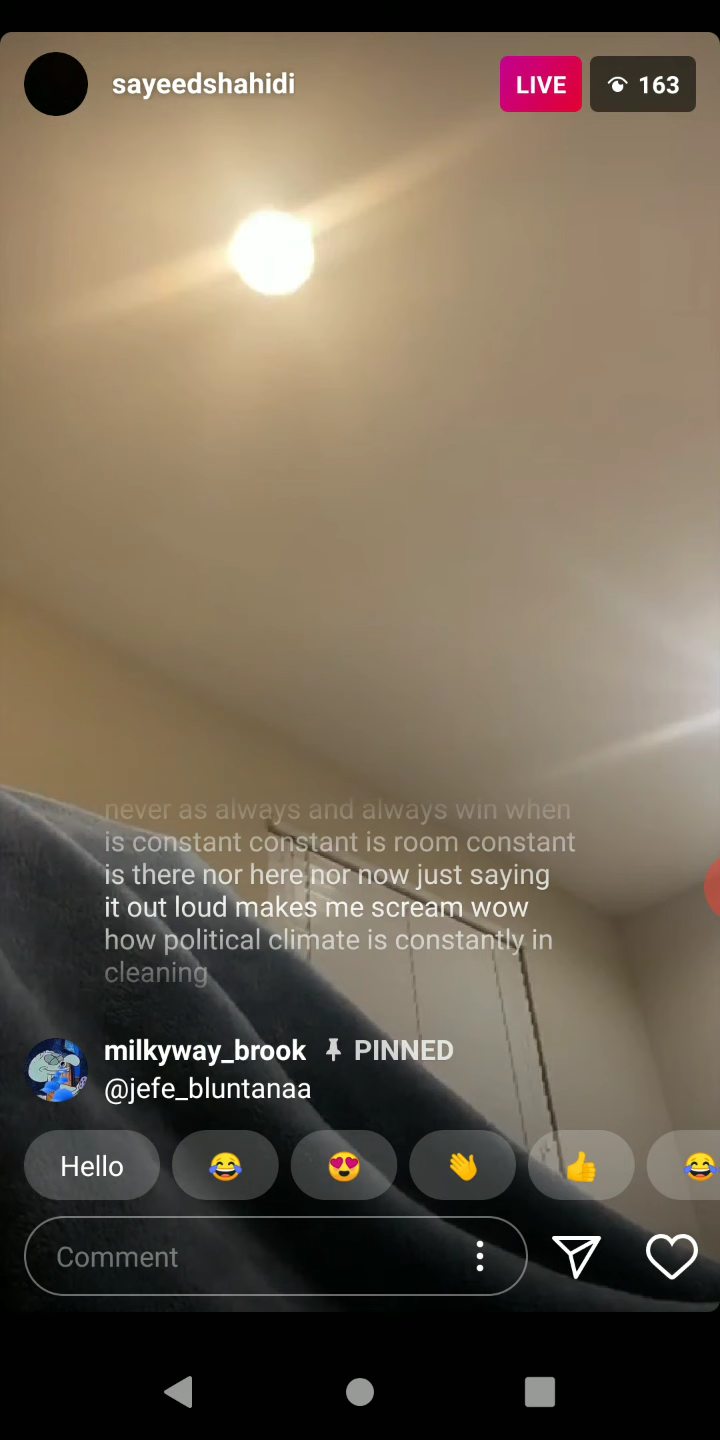 sayeedshahidi
LIVE
163
never as always and always win when
is constant constant is room constant
is there nor here nor now just saying
it out loud makes me scream wow
how political climate is constantly in
cleaning
milkyway_brook PINNED
@jefe_bluntanaa
Hello
Comment